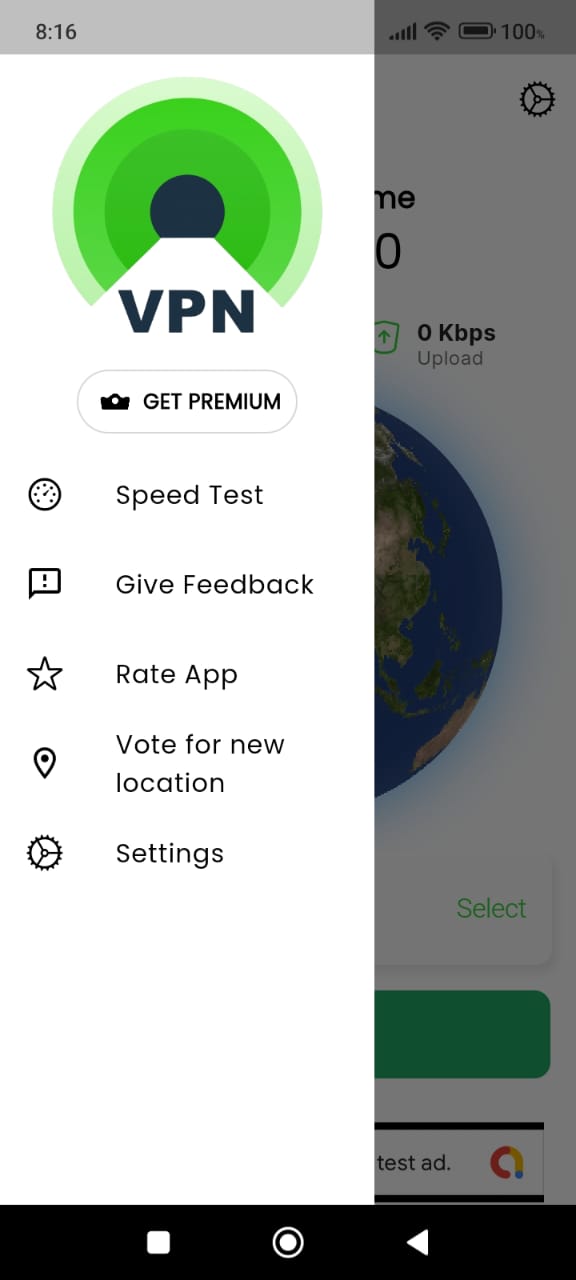 8:16
100%
me
0
0 Kbps
Upload
VPN
GET PREMIUM
Speed Test
Give Feedback
Rate App
Vote for new
location
Settings
Select
test ad.